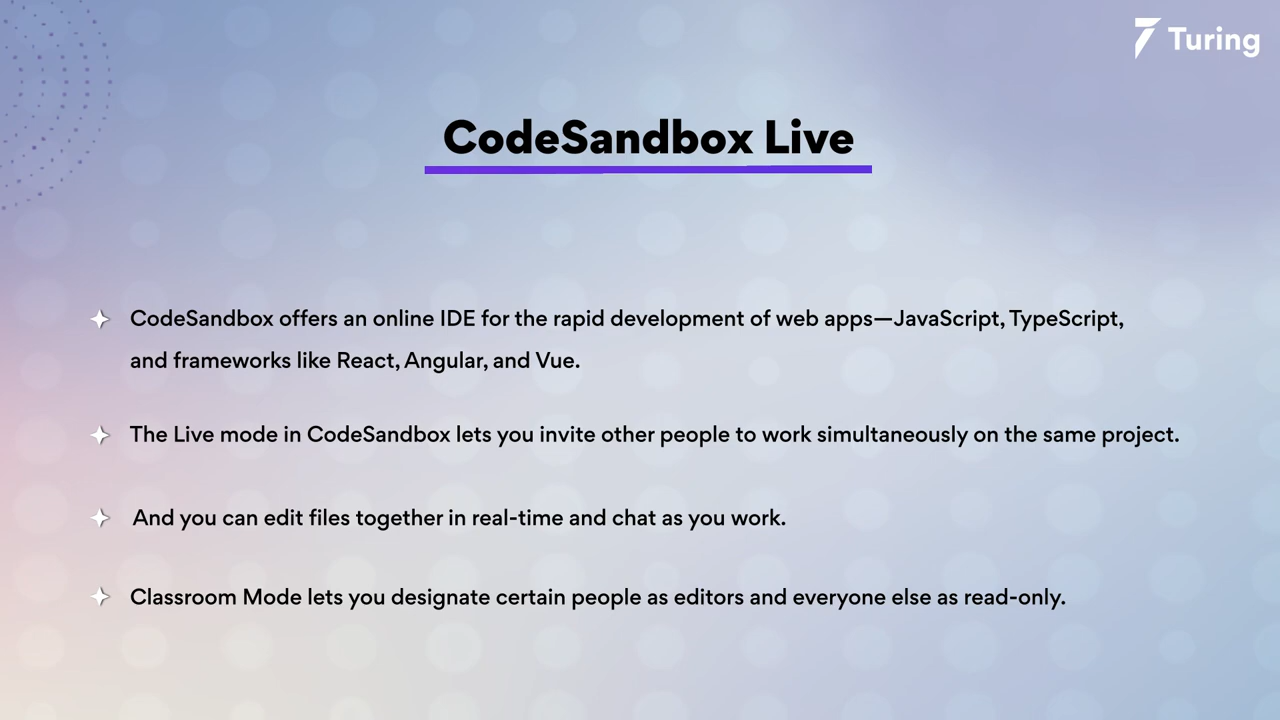 Turing
CodeSandbox Live
CodeSandbox offers an online IDE for the rapid development of web apps—JavaScript, TypeScript,
and frameworks like React, Angular, and Vue.
The Live mode in CodeSandbox lets you invite other people to work simultaneously on the same project.
And you can edit files together in real-time and chat as you work.
Classroom Mode lets you designate certain people as editors and everyone else as read-only.